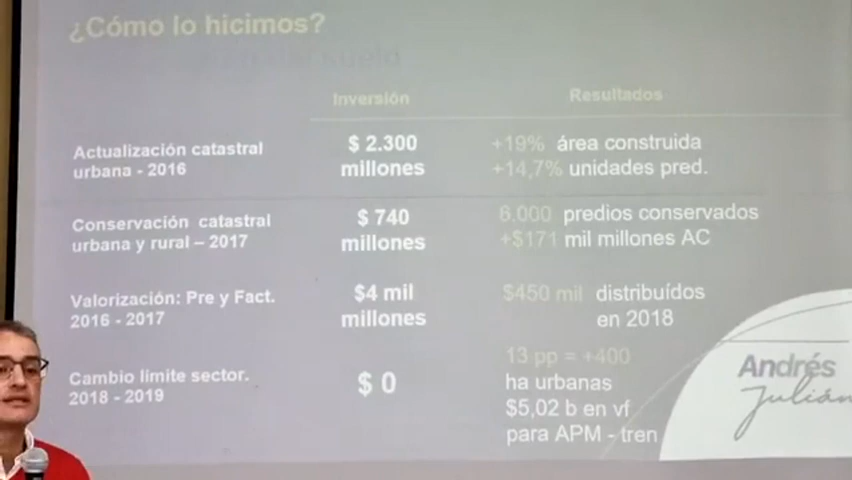 ¿Cómo lo hicimos?
Inversión Resultados
Actualización catastral
urbana - 2016
$ 2.300
millones
+19% área construida
+14,7% unidades pred.
Conservación catastral
urbana y rural – 2017
$ 740
millones
6.000 predios conservados
+$171 mil millones AC
Valorización: Pre y Fact.
2016 - 2017
$4 mil
millones
$450 mil distribuídos
en 2018
Cambio límite sector.
2018 - 2019
$ 0
13 pp = +400
ha urbanas
$5,02 b en vf
para APM - tren
Andrés
Julián